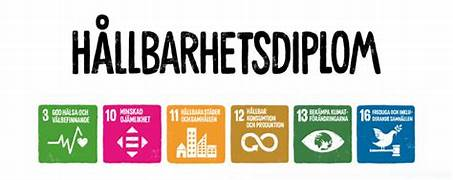 HÅLLBARHETSDIPLOM
3 GOD HÄLSA OCH
VÄLBEFINNANDE
10 MINSKAD
OJÄMLIKHET
11 HÅLLBARA STÄDER
OCH SAMHÄLLEN
12 HÅLLBAR
KONSUMTION
OCH PRODUKTION
13 BEKÄMPA KLIMAT-
FÖRÄNDRINGARNA
16 FREDLIGA OCH INKLU-
DERANDE SAMHÄLLEN